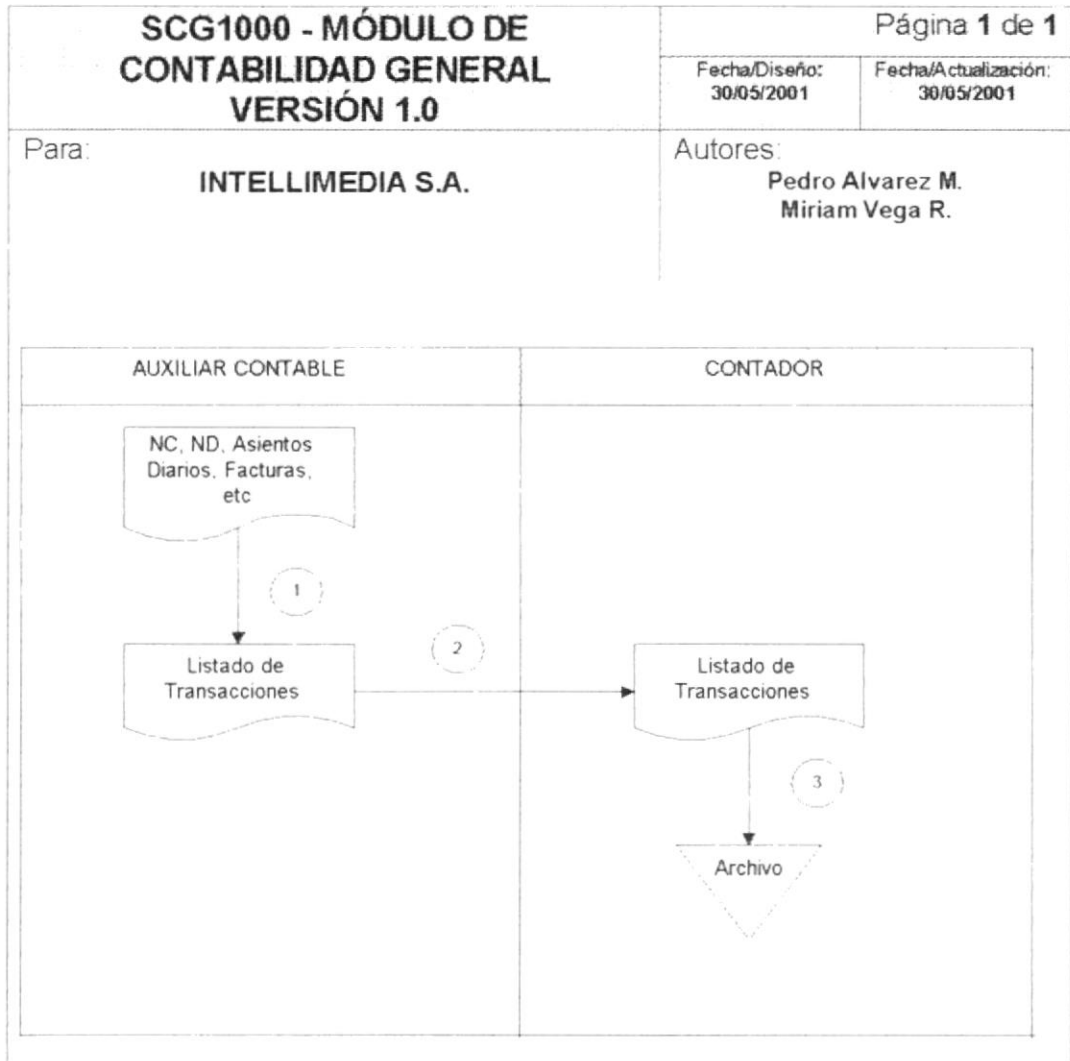 SCG1000 - MÓDULO DE
CONTABILIDAD GENERAL
VERSIÓN 1.0
Página 1 de 1
Fecha/Diseño:
30/05/2001
Fecha/Actualización:
30/05/2001
Para:
INTELLIMEDIA S.A.
Autores:
Pedro Alvarez M.
Miriam Vega R.
AUXILIAR CONTABLE
CONTADOR
NC, ND, Asientos
Diarios, Facturas,
etc
1
Listado de
Transacciones
2
Listado de
Transacciones
3
Archivo